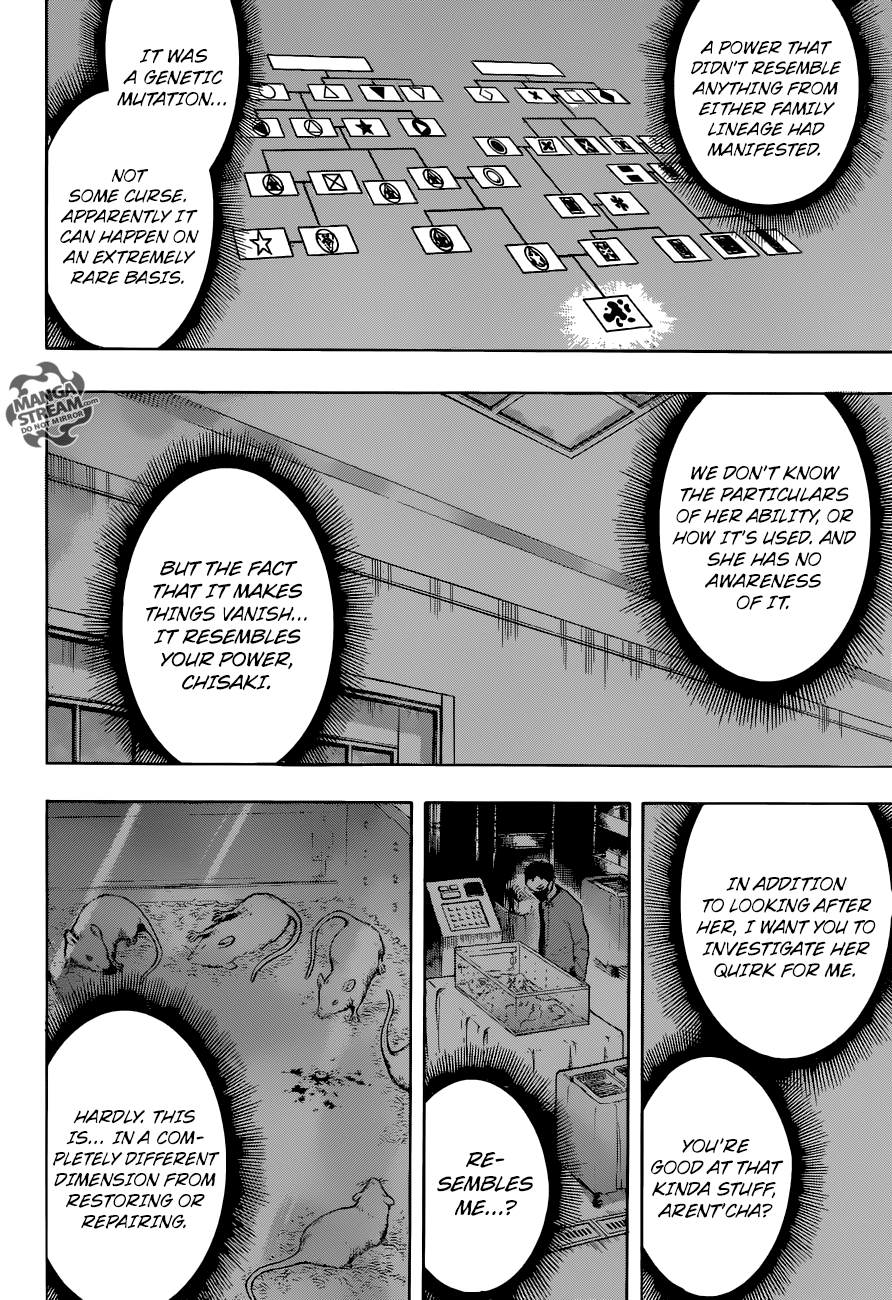 A POWER THAT
DIDN'T RESEMBLE
ANYTHING FROM
EITHER FAMILY
LINEAGE HAD
MANIFESTED.
IT WAS
A GENETIC
MUTATION...
NOT
SOME CURSE.
APPARENTLY IT
CAN HAPPEN ON
AN EXTREMELY
RARE BASIS.
MANGA
STREAM.com
DO NOT MIRROR
WE DON'T KNOW
THE PARTICULARS
OF HER ABILITY, OR
HOW IT'S USED. AND
SHE HAS NO
AWARENESS
OF IT.
BUT THE FACT
THAT IT MAKES
THINGS VANISH...
IT RESEMBLES
YOUR POWER,
CHISAKI.
IN ADDITION
TO LOOKING AFTER
HER, I WANT YOU TO
INVESTIGATE HER
QUIRK FOR ME.
YOU'RE
GOOD AT THAT
KINDA STUFF,
ARENT'CHA?
RE-
SEMBLES
ME...?
HARDLY. THIS
IS... IN A COM-
PLETELY DIFFERENT
DIMENSION FROM
RESTORING OR
REPAIRING.